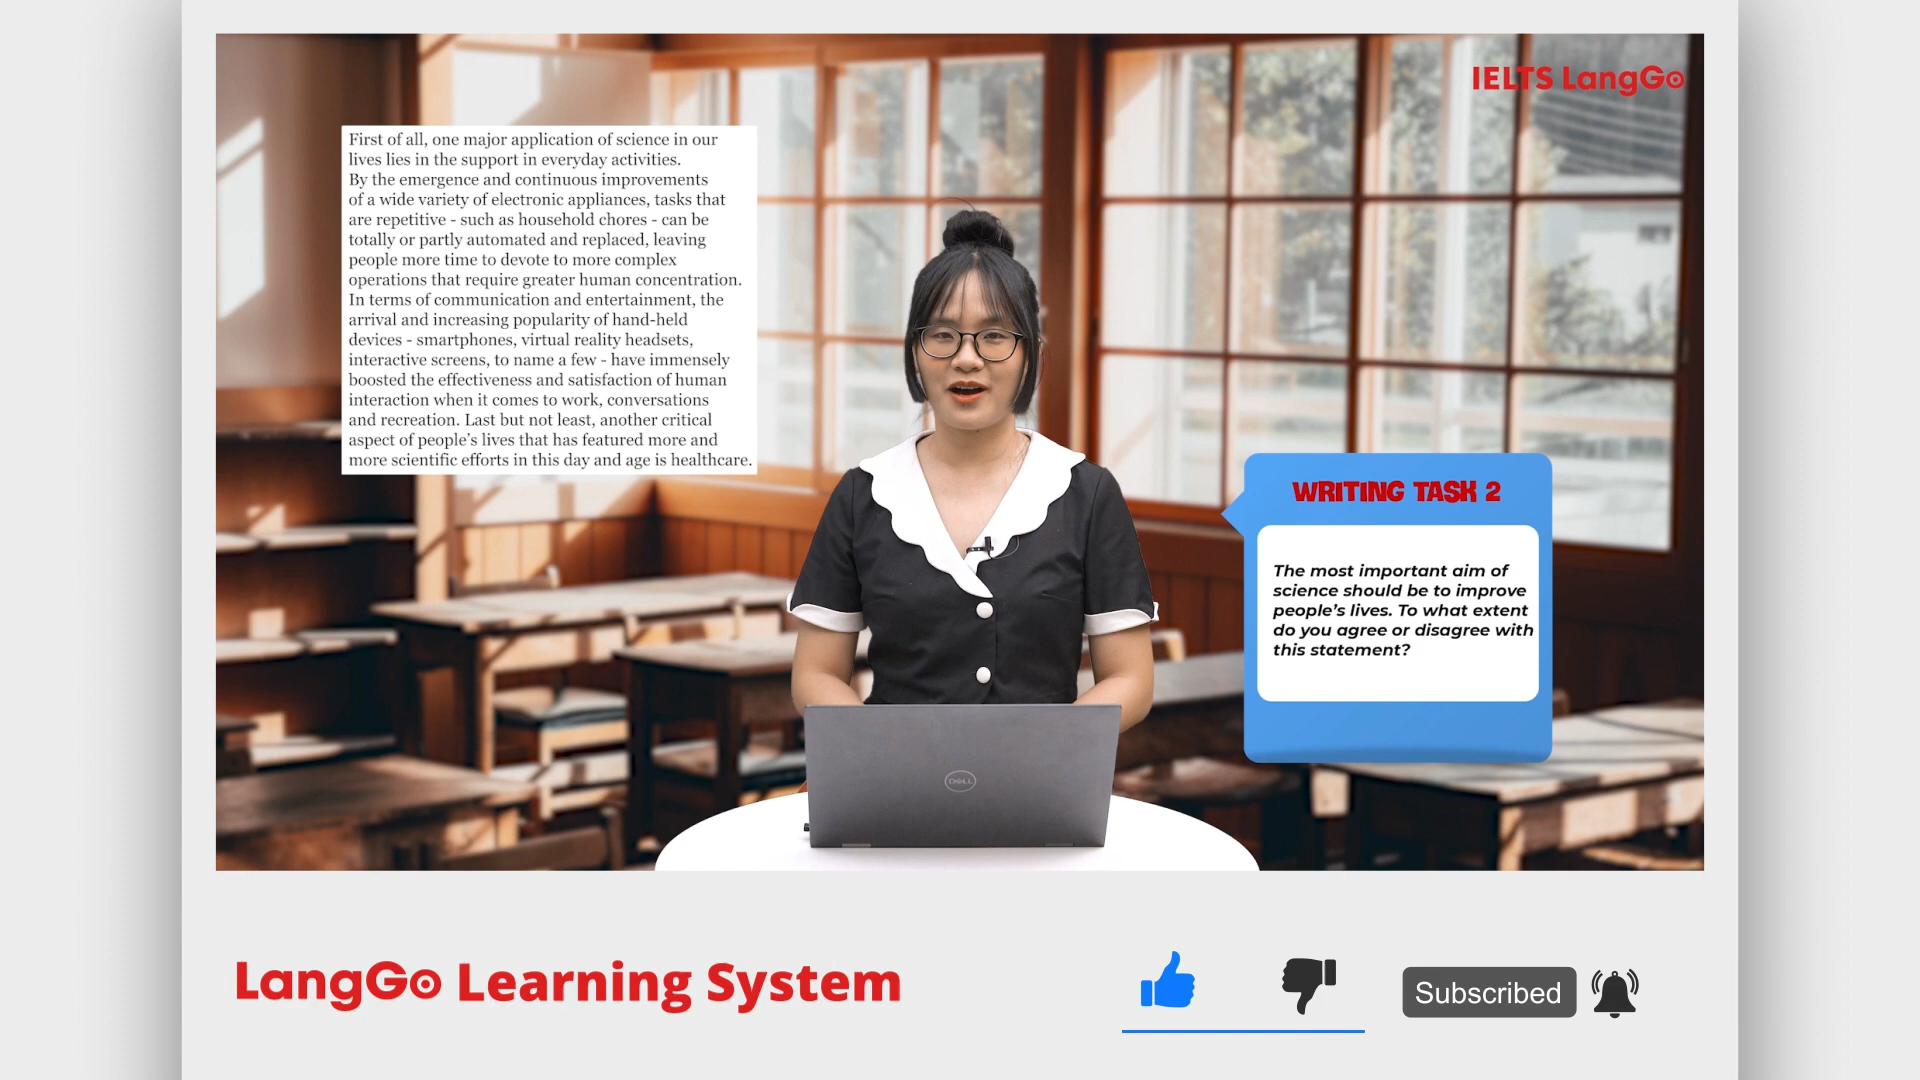 IELTS LangGo
First of all, one major application of science in our
lives lies in the support in everyday activities.
By the emergence and continuous improvements
of a wide variety of electronic appliances, tasks that
are repetitive - such as household chores - can be
totally or partly automated and replaced, leaving
people more time to devote to more complex
operations that require greater human concentration.
In terms of communication and entertainment, the
arrival and increasing popularity of hand-held
devices - smartphones, virtual reality headsets,
interactive screens, to name a few - have immensely
boosted the effectiveness and satisfaction of human
interaction when it comes to work, conversations
and recreation. Last but not least, another critical
aspect of people’s lives that has featured more and
more scientific efforts in this day and age is healthcare.
WRITING TASK 2
The most important aim of
science should be to improve
people’s lives. To what extent
do you agree or disagree with
this statement?
DELL
LangGo Learning System
Subscribed